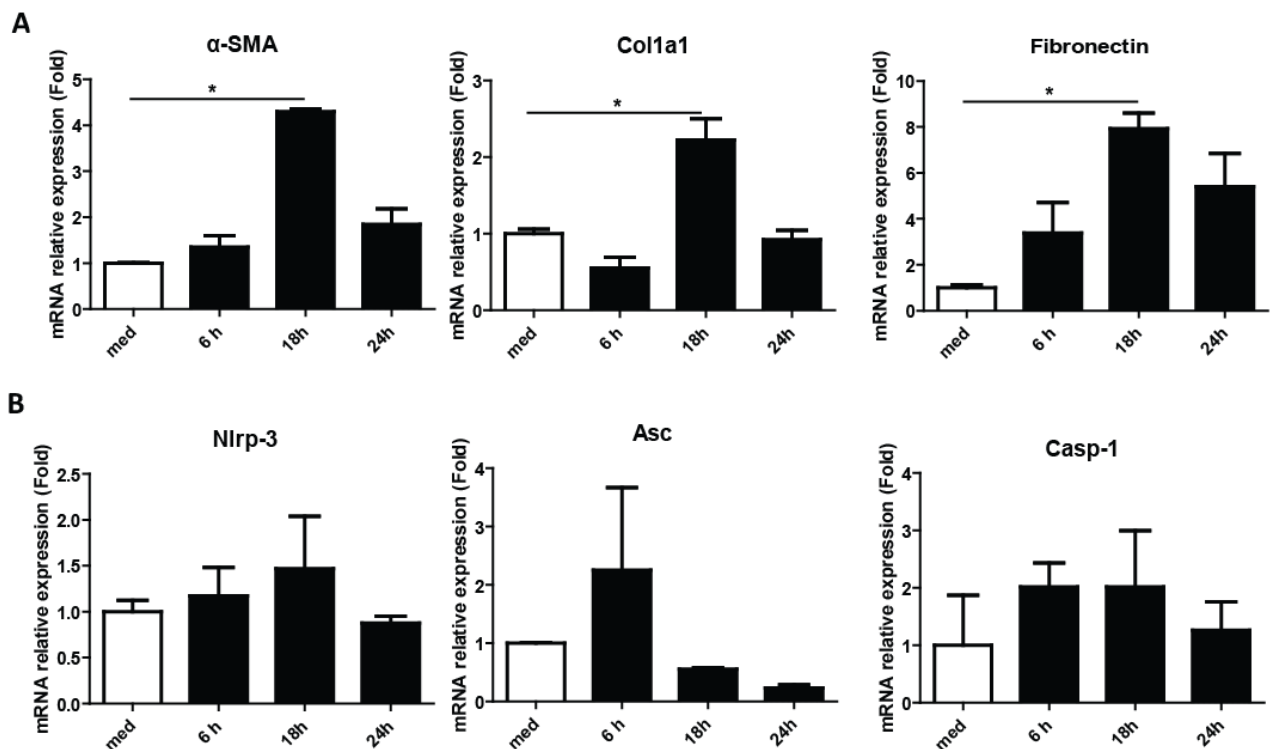 A
α-SMA
mRNA relative expression (Fold)
5
4
3
2
1
0
*
med
6 h
18h
24h
Col1a1
mRNA relative expression (Fold)
3
2
1
0
*
med
6 h
18h
24h
Fibronectin
mRNA relative expression (Fold)
10
8
6
4
2
0
*
med
6 h
18h
24h
B
Nlrp-3
mRNA relative expression (Fold)
2.5
2.0
1.5
1.0
0.5
0.0
med
6 h
18h
24h
Asc
mRNA relative expression (Fold)
4
3
2
1
0
med
6 h
18h
24h
Casp-1
mRNA relative expression (Fold)
4
3
2
1
0
med
6 h
18h
24h